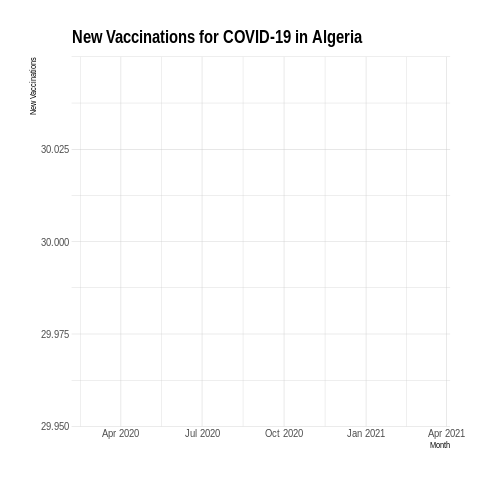 New Vaccinations for COVID-19 in Algeria
New Vaccinations
30.025
30.000
29.975
29.950
Apr 2020
Jul 2020
Oct 2020
Jan 2021
Apr 2021
Month